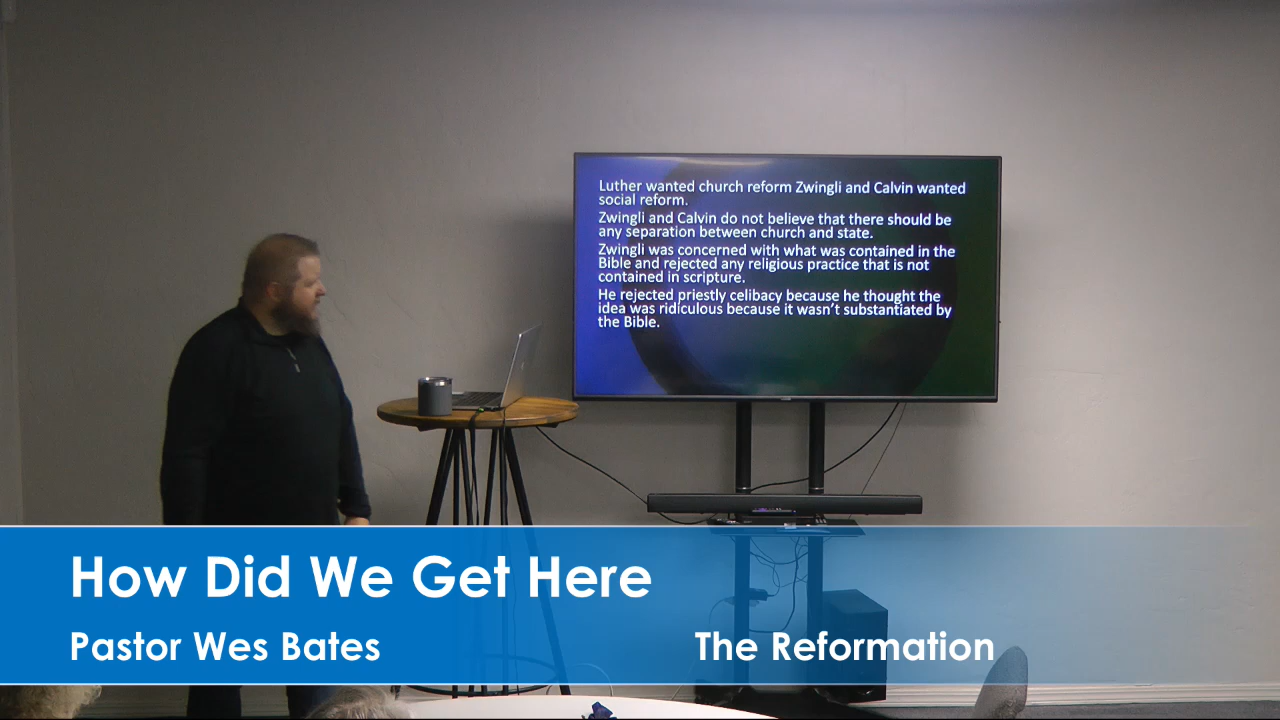 Luther wanted church reform Zwingli and Calvin wanted
social reform.
Zwingli and Calvin do not believe that there should be
any separation between church and state.
Zwingli was concerned with what was contained in the
Bible and rejected any religious practice that is not
contained in scripture.
He rejected priestly celibacy because he thought the
idea was ridiculous because it wasn't substantiated by
the Bible.
How Did We Get Here
Pastor Wes Bates
The Reformation